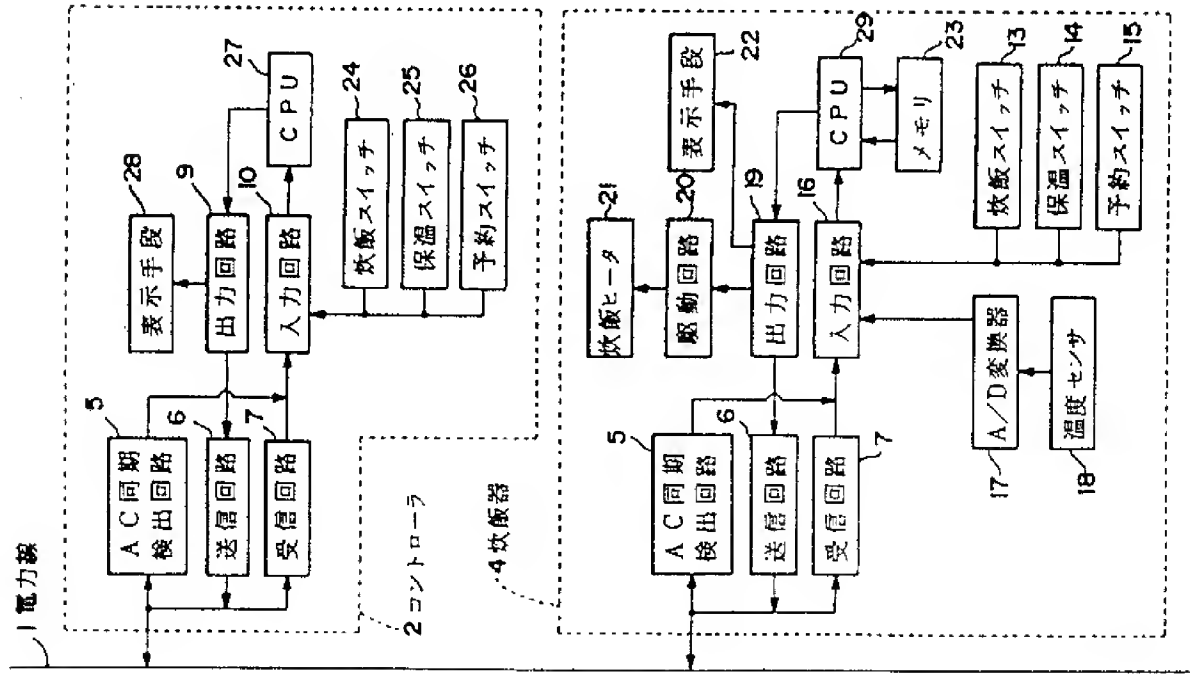 1電力線
2コントローラ
AC同期
検出回路
5
送信回路
6
受信回路
7
表示手段
28
出力回路
9
入力回路
10
CPU
27
炊飯スイッチ
24
保温スイッチ
25
予約スイッチ
26
4炊飯器
AC同期
検出回路
5
送信回路
6
受信回路
7
炊飯ヒータ
21
駆動回路
20
出力回路
19
入力回路
16
表示手段
22
CPU
29
メモリ
23
炊飯スイッチ
13
保温スイッチ
14
予約スイッチ
15
A/D変換器
17
温度センサ
18